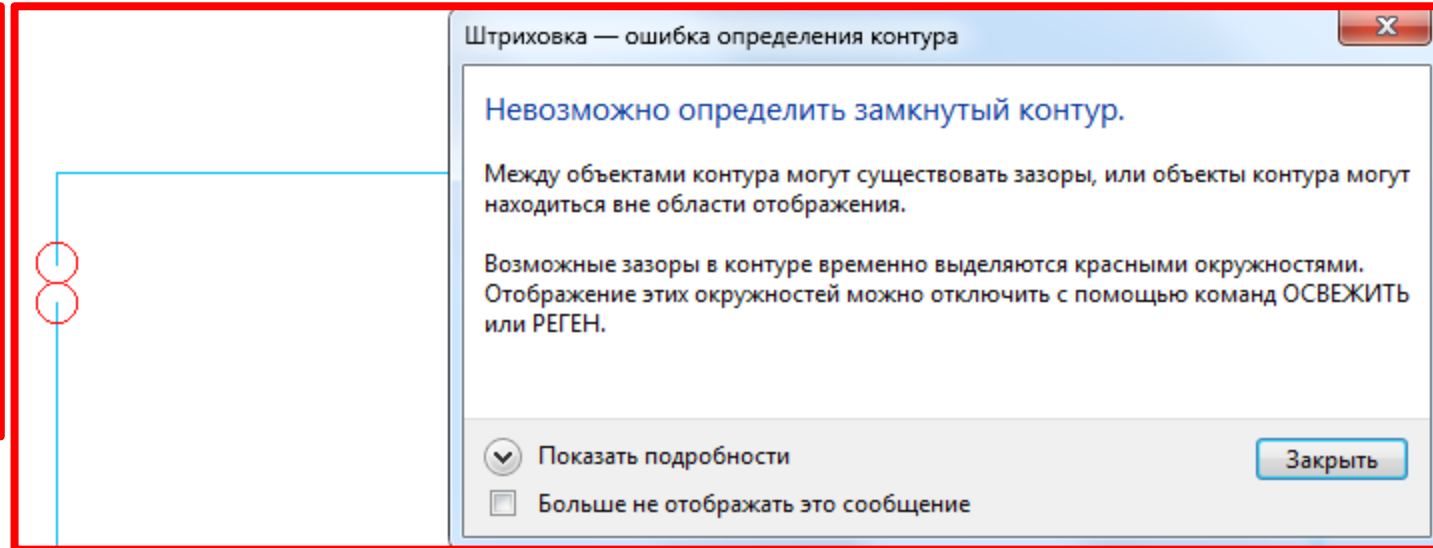 Штриховка — ошибка определения контура
Невозможно определить замкнутый контур.
Между объектами контура могут существовать зазоры, или объекты контура могут
находиться вне области отображения.
Возможные зазоры в контуре временно выделяются красными окружностями.
Отображение этих окружностей можно отключить с помощью команд ОСВЕЖИТЬ
или РЕГЕН.
Показать подробности
Закрыть
Больше не отображать это сообщение